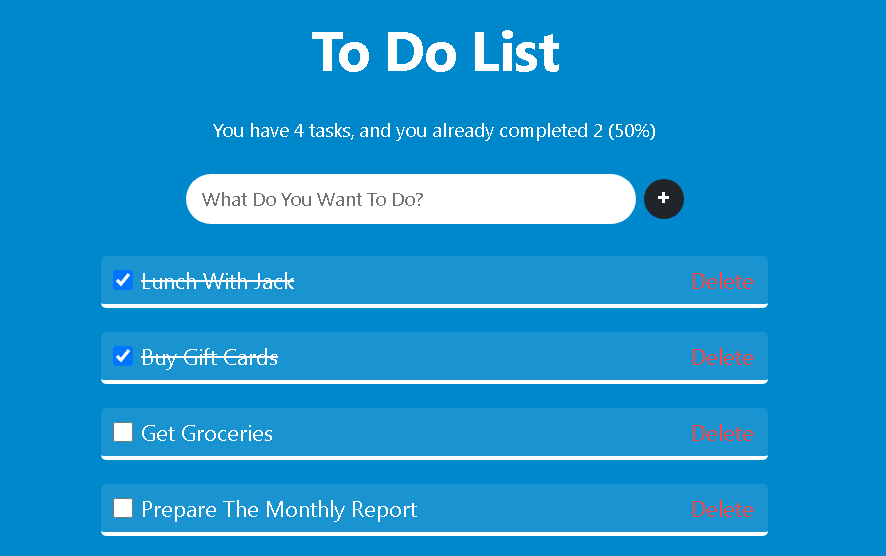 To Do List
You have 4 tasks, and you already completed 2 (50%)
What Do You Want To Do?
+
Lunch With Jack
Delete
Buy Gift Cards
Delete
Get Groceries
Delete
Prepare The Monthly Report
Delete